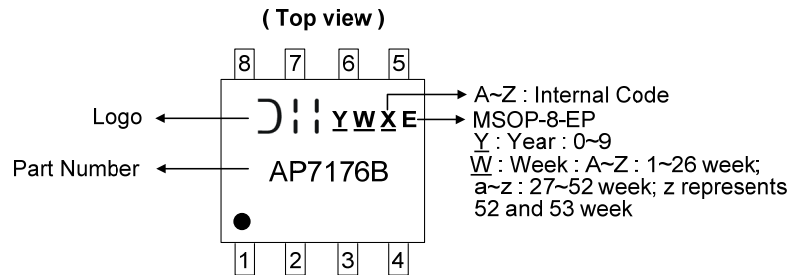 ( Top view )
8 7 6 5
Logo
Y W X E
A~Z : Internal Code
MSOP-8-EP
Y : Year : 0~9
W : Week : A~Z : 1~26 week;
a~z : 27~52 week; z represents
52 and 53 week
Part Number
AP7176B
1 2 3 4